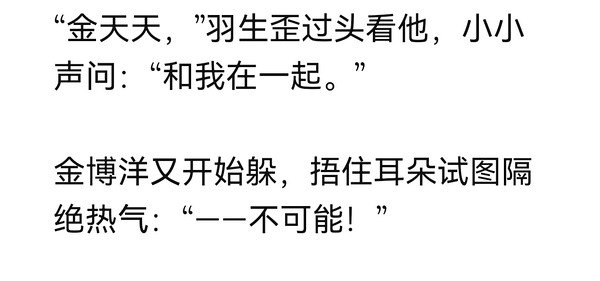 “金天天，”羽生歪过头看他，小小
声问：“和我在一起。”
金博洋又开始躲，捂住耳朵试图隔
绝热气：“——不可能！”